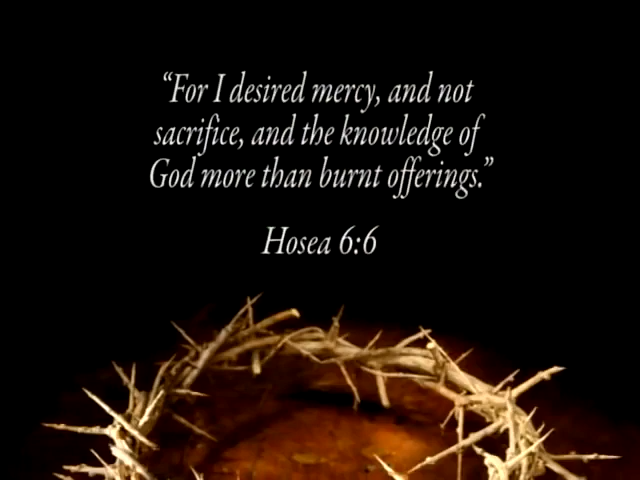 “For I desired mercy, and not
sacrifice, and the knowledge of
God more than burnt offerings.”
Hosea 6:6